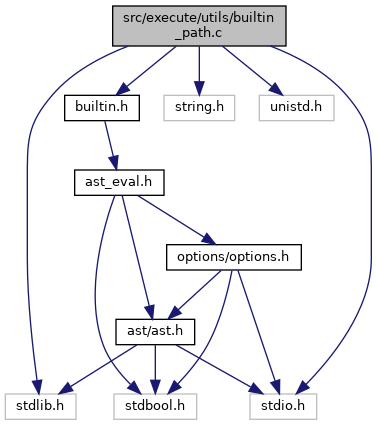 src/execute/utils/builtin
_path.c
builtin.h
string.h
unistd.h
ast_eval.h
options/options.h
ast/ast.h
stdlib.h
stdbool.h
stdio.h